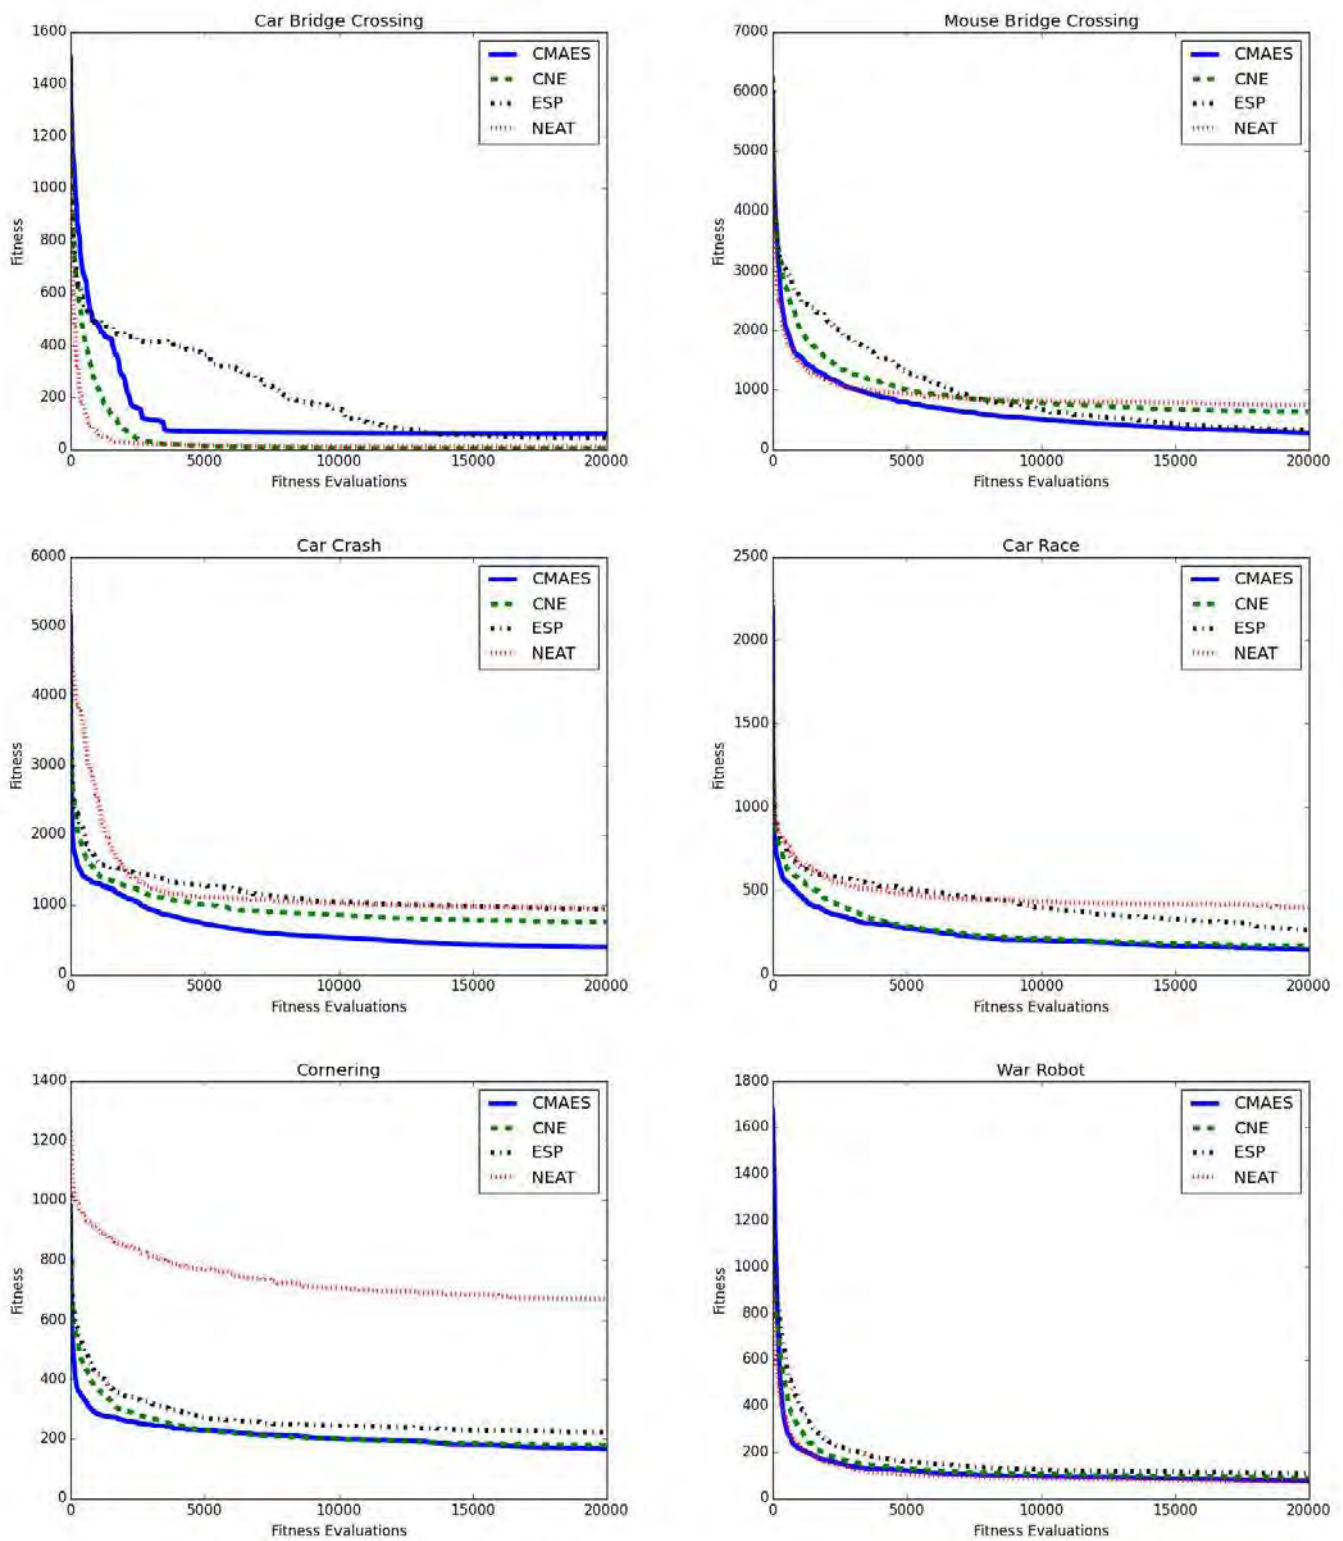 Car Bridge Crossing
1600
1400
1200
1000
800
600
400
200
0
Fitness
CMAES
CNE
ESP
NEAT
0 5000 10000 15000 20000
Fitness Evaluations
Mouse Bridge Crossing
7000
6000
5000
4000
3000
2000
1000
0
Fitness
CMAES
CNE
ESP
NEAT
0 5000 10000 15000 20000
Fitness Evaluations
Car Crash
6000
5000
4000
3000
2000
1000
0
Fitness
CMAES
CNE
ESP
NEAT
0 5000 10000 15000 20000
Fitness Evaluations
Car Race
2500
2000
1500
1000
500
0
Fitness
CMAES
CNE
ESP
NEAT
0 5000 10000 15000 20000
Fitness Evaluations
Cornering
1400
1200
1000
800
600
400
200
0
Fitness
CMAES
CNE
ESP
NEAT
0 5000 10000 15000 20000
Fitness Evaluations
War Robot
1800
1600
1400
1200
1000
800
600
400
200
0
Fitness
CMAES
CNE
ESP
NEAT
0 5000 10000 15000 20000
Fitness Evaluations